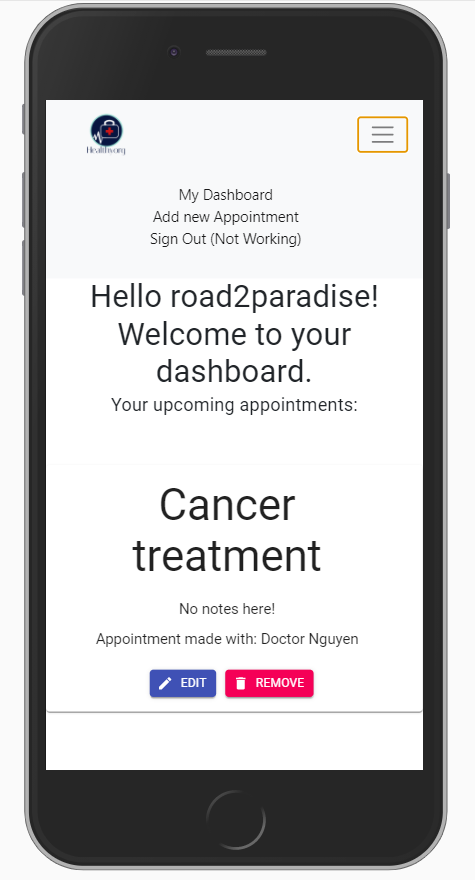 My Dashboard
Add new Appointment
Sign Out (Not Working)
Hello road2paradise!
Welcome to your
dashboard.
Your upcoming appointments:
Cancer
treatment
No notes here!
Appointment made with: Doctor Nguyen
EDIT REMOVE